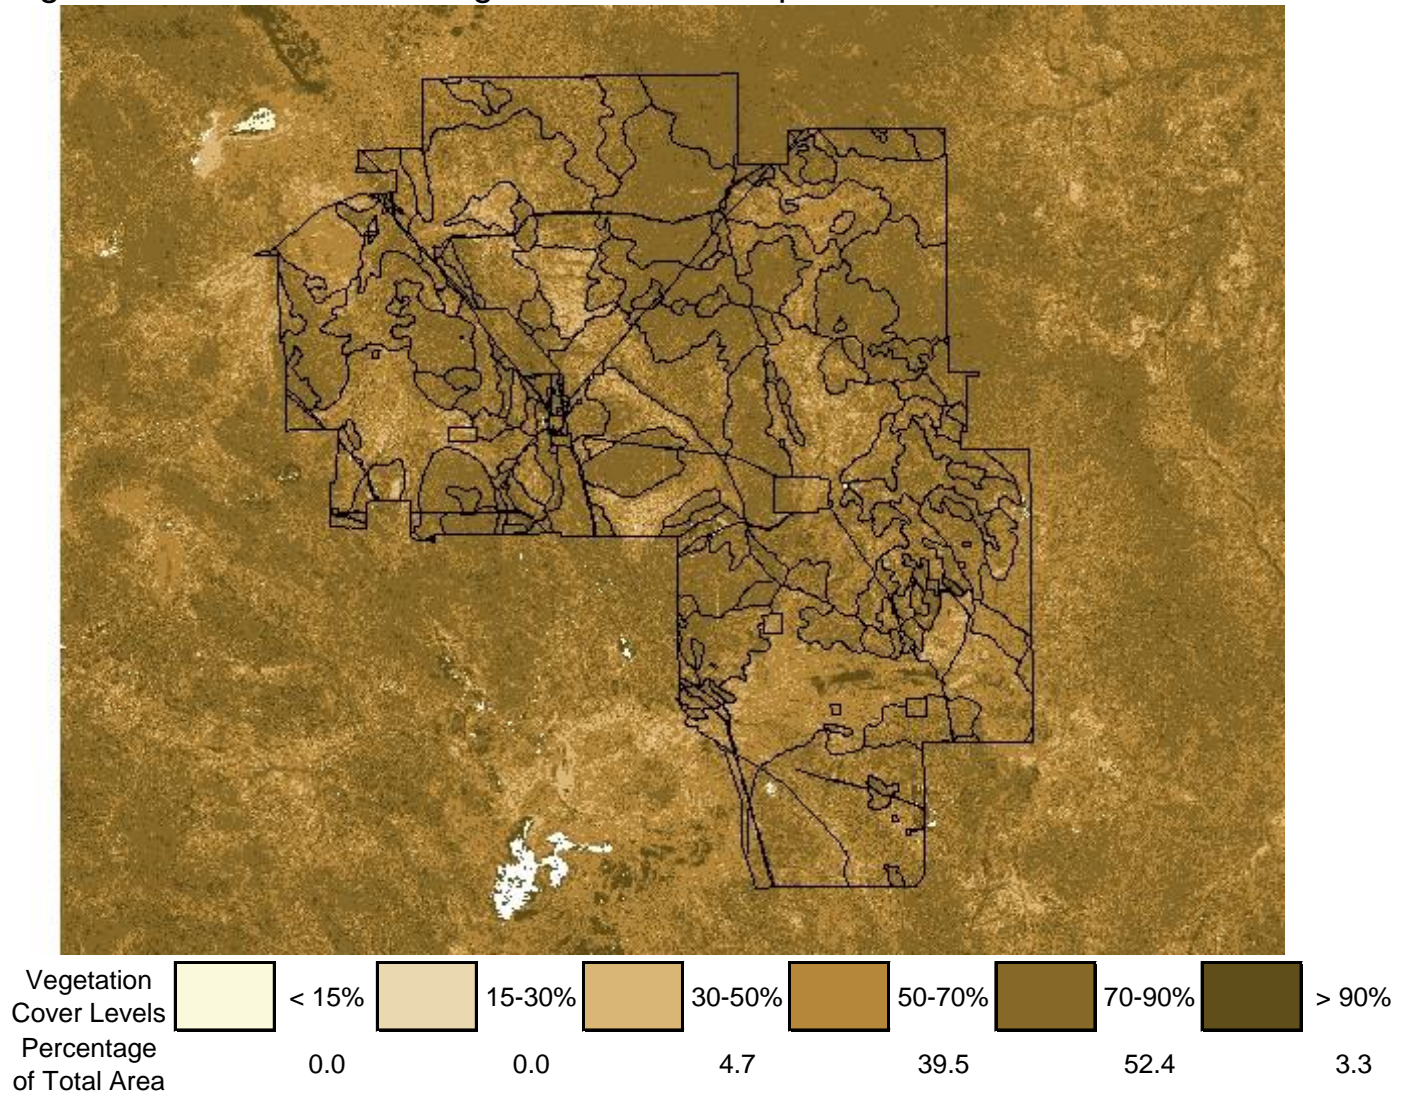 Vegetation
Cover Levels
< 15% 15-30% 30-50% 50-70% 70-90% > 90%
Percentage
of Total Area
0.0 0.0 4.7 39.5 52.4 3.3